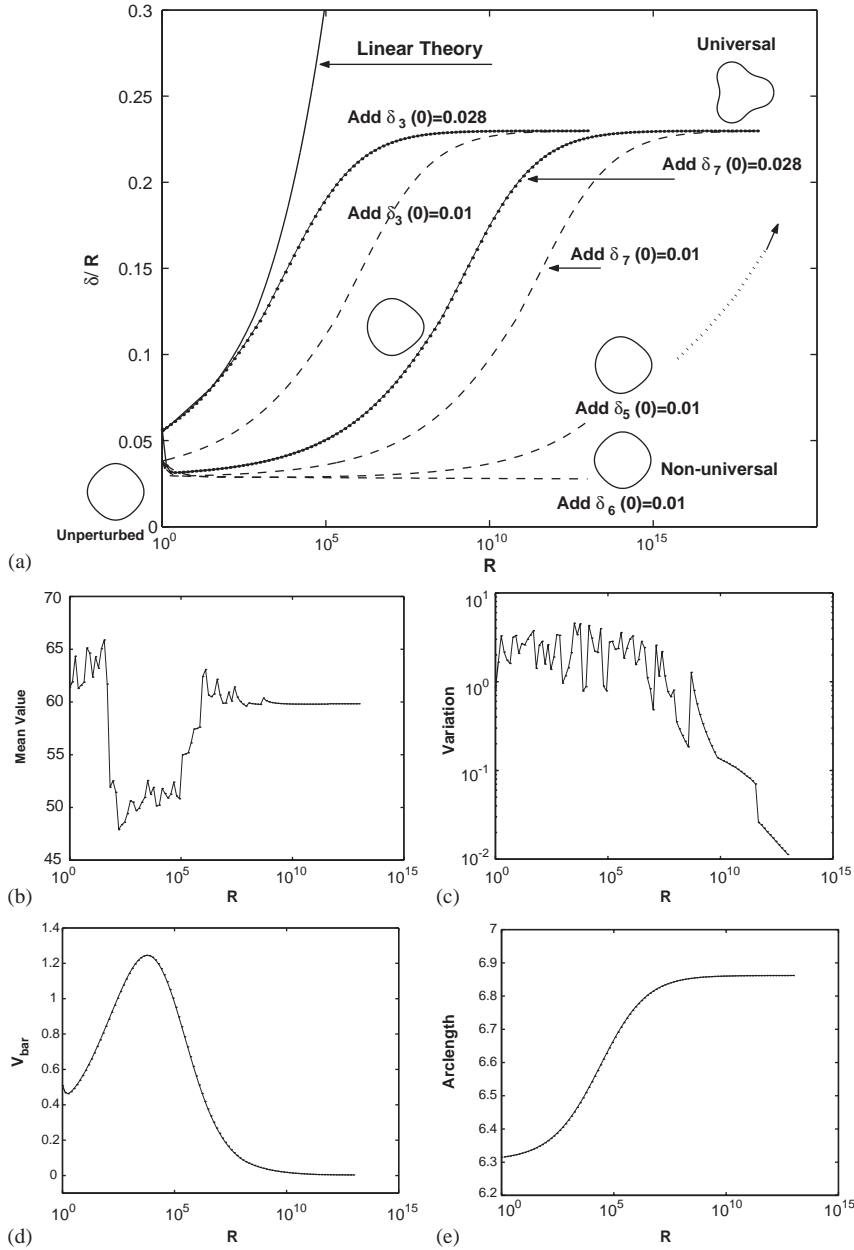 0.3
Linear Theory
Universal
0.25
Add δ3 (0)=0.028
0.2
Add δ7 (0)=0.028
Add δ3 (0)=0.01
δ/ R
0.15
Add δ7 (0)=0.01
0.1
Add δ5 (0)=0.01
0.05
Non-universal
Add δ6 (0)=0.01
Unperturbed
0
10^0 10^5 10^10 10^15
(a)
R
70
65
60
55
50
45
Mean Value
10^0 10^5 10^10 10^15
(b)
R
10^1
10^0
10^-1
10^-2
Variation
10^0 10^5 10^10 10^15
(c)
R
1.4
1.2
1
0.8
0.6
0.4
0.2
0
Vbar
10^0 10^5 10^10 10^15
(d)
R
7
6.9
6.8
6.7
6.6
6.5
6.4
6.3
6.2
Arclength
10^0 10^5 10^10 10^15
(e)
R